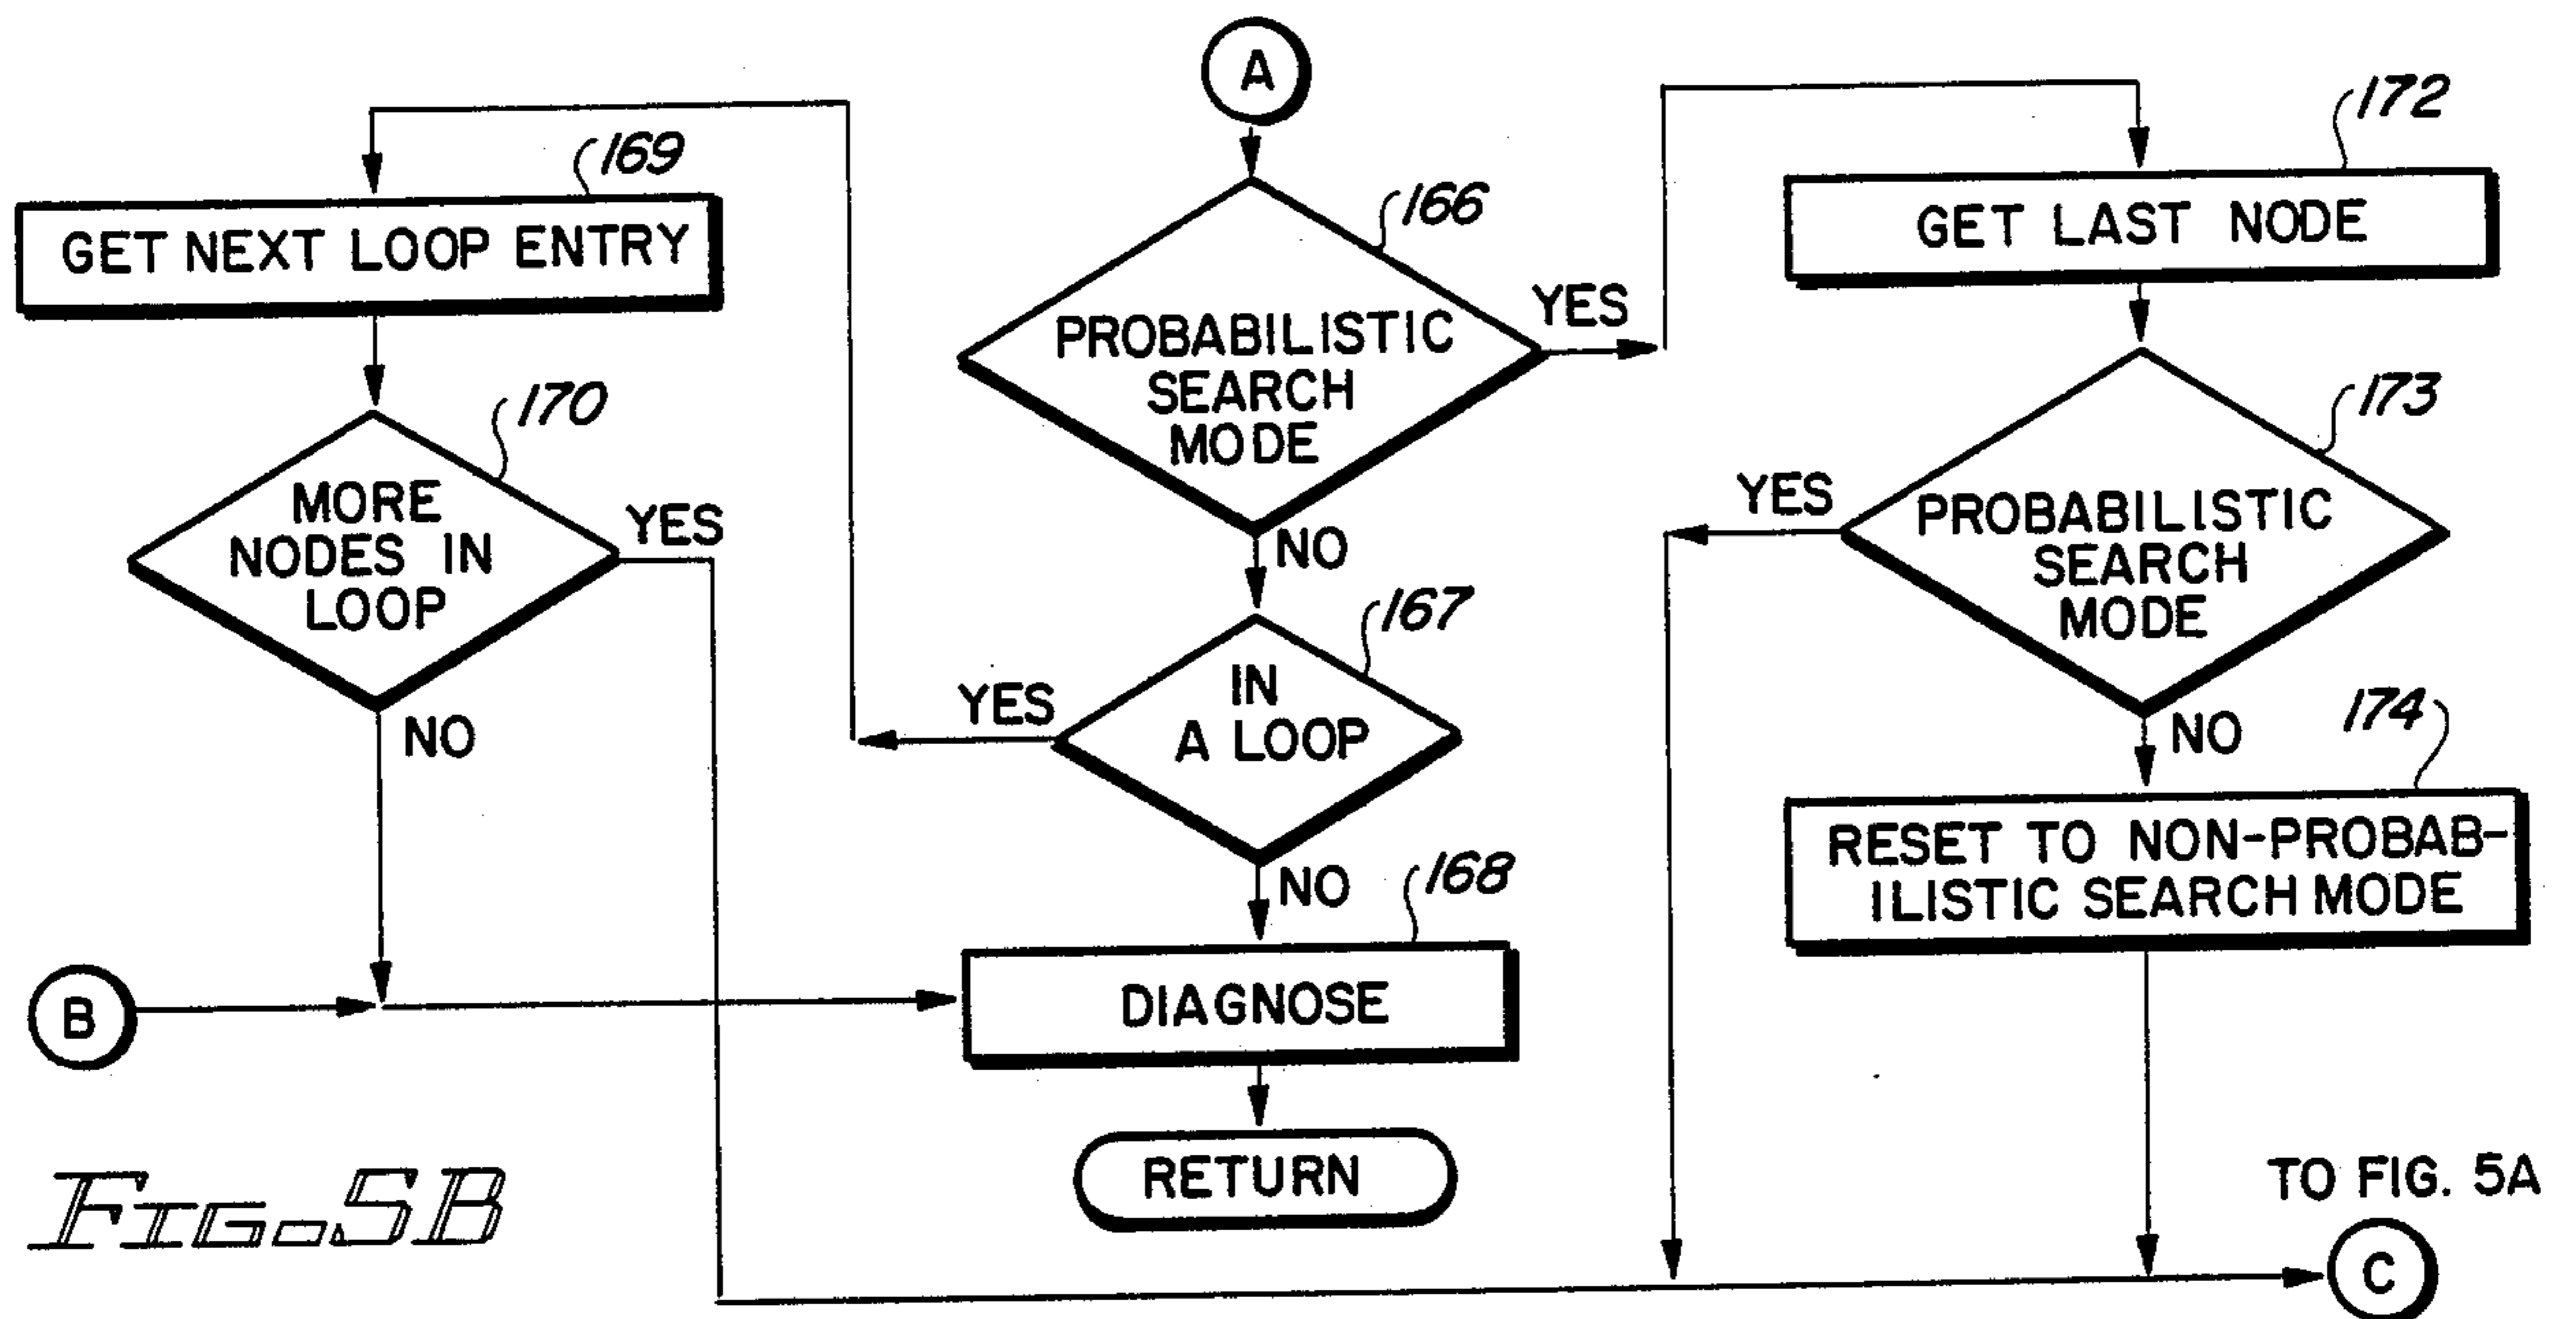 A
169
GET NEXT LOOP ENTRY
170
MORE
NODES IN
LOOP
YES
NO
B
166
PROBABILISTIC
SEARCH
MODE
YES
NO
167
IN
A LOOP
YES
NO
168
DIAGNOSE
RETURN
172
GET LAST NODE
173
PROBABILISTIC
SEARCH
MODE
YES
NO
174
RESET TO NON-PROBAB-
ILISTIC SEARCH MODE
TO FIG. 5A
C
FIG. 5B